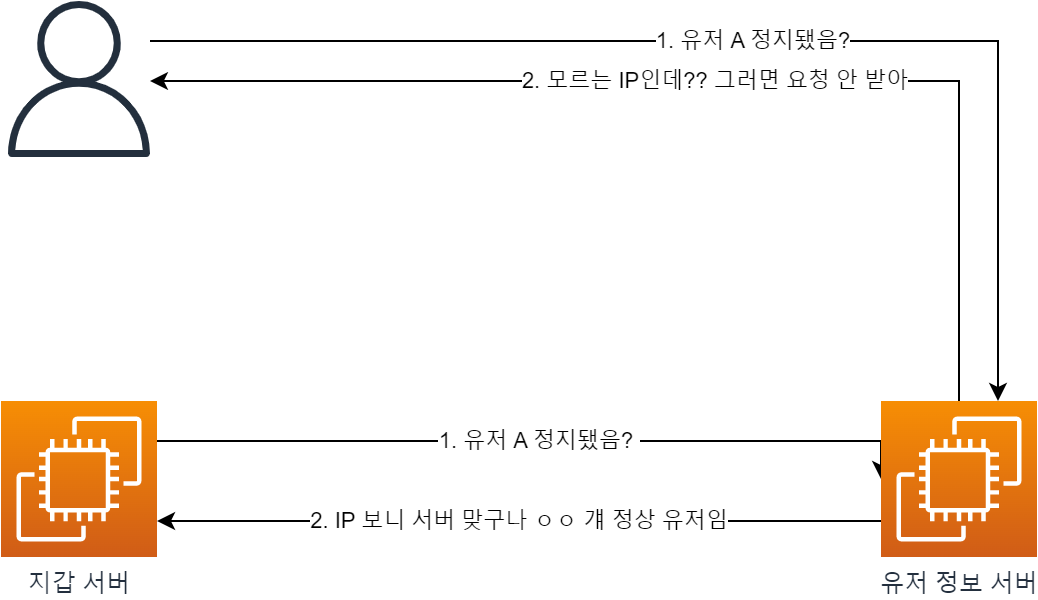 1. 유저 A 정지됐음?
2. 모르는 IP인데?? 그러면 요청 안 받아
1. 유저 A 정지됐음?
2. IP 보니 서버 맞구나 ㅇㅇ 걔 정상 유저임
지갑 서버
유저 정보 서버